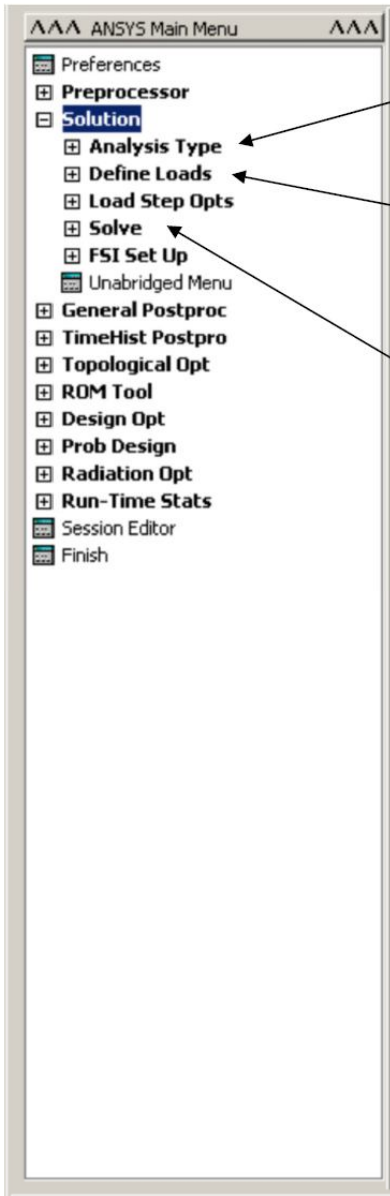 ΛΛΛ ANSYS Main Menu ΛΛΛ
Preferences
Preprocessor
Solution
Analysis Type
Define Loads
Load Step Opts
Solve
FSI Set Up
Unabridged Menu
General Postproc
TimeHist Postpro
Topological Opt
ROM Tool
Design Opt
Prob Design
Radiation Opt
Run-Time Stats
Session Editor
Finish